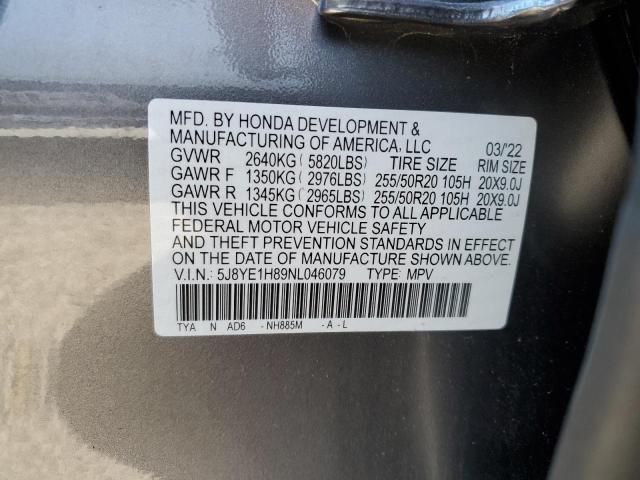 MFD. BY HONDA DEVELOPMENT &
MANUFACTURING OF AMERICA, LLC 03/'22
GVWR 2640KG (5820LBS) TIRE SIZE RIM SIZE
GAWR F 1350KG (2976LBS) 255/50R20 105H 20X9.0J
GAWR R 1345KG (2965LBS) 255/50R20 105H 20X9.0J
THIS VEHICLE CONFORMS TO ALL APPLICABLE
FEDERAL MOTOR VEHICLE SAFETY
AND THEFT PREVENTION STANDARDS IN EFFECT
ON THE DATE OF MANUFACTURE SHOWN ABOVE.
V.I.N.: 5J8YE1H89NL046079 TYPE: MPV
TYA N AD6 -NH885M -A-L